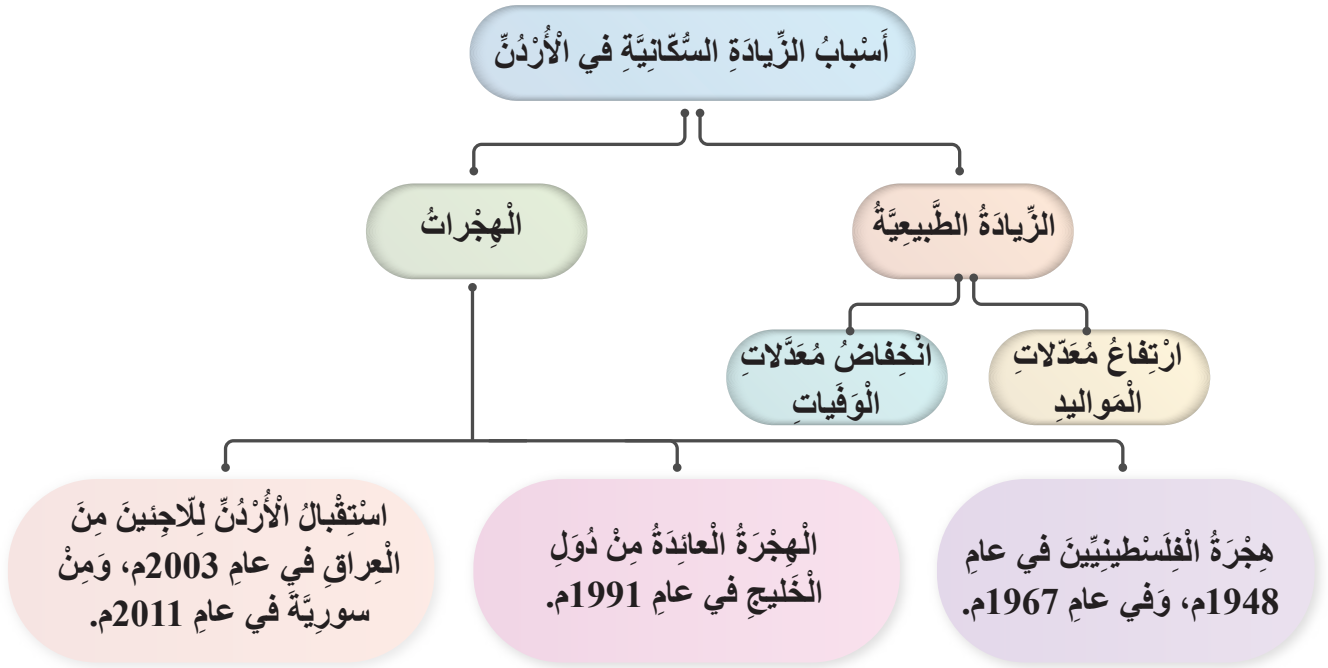 أَسْبابُ الزِّيادَةِ السُّكّانِيَّةِ في الْأُرْدُنِّ
الزِّيادَةُ الطَّبيعِيَّةُ
الْهِجْراتُ
ارْتِفاعُ مُعَدّلاتِ
الْمَواليدِ
انْخِفاضُ مُعَدَّلاتِ
الْوَفَياتِ
هِجْرَةُ الْفِلَسْطينِيِّينَ في عامِ
1948م، وَفي عامِ 1967م.
الْهِجْرَةُ الْعائِدَةُ مِنْ دُوَلِ
الْخَليجِ في عامِ 1991م.
اسْتِقْبالُ الْأُرْدُنِّ لِلّاجِئينَ مِنَ
الْعِراقِ في عامِ 2003م، وَمِنْ
سورِيَّةَ في عامِ 2011م.